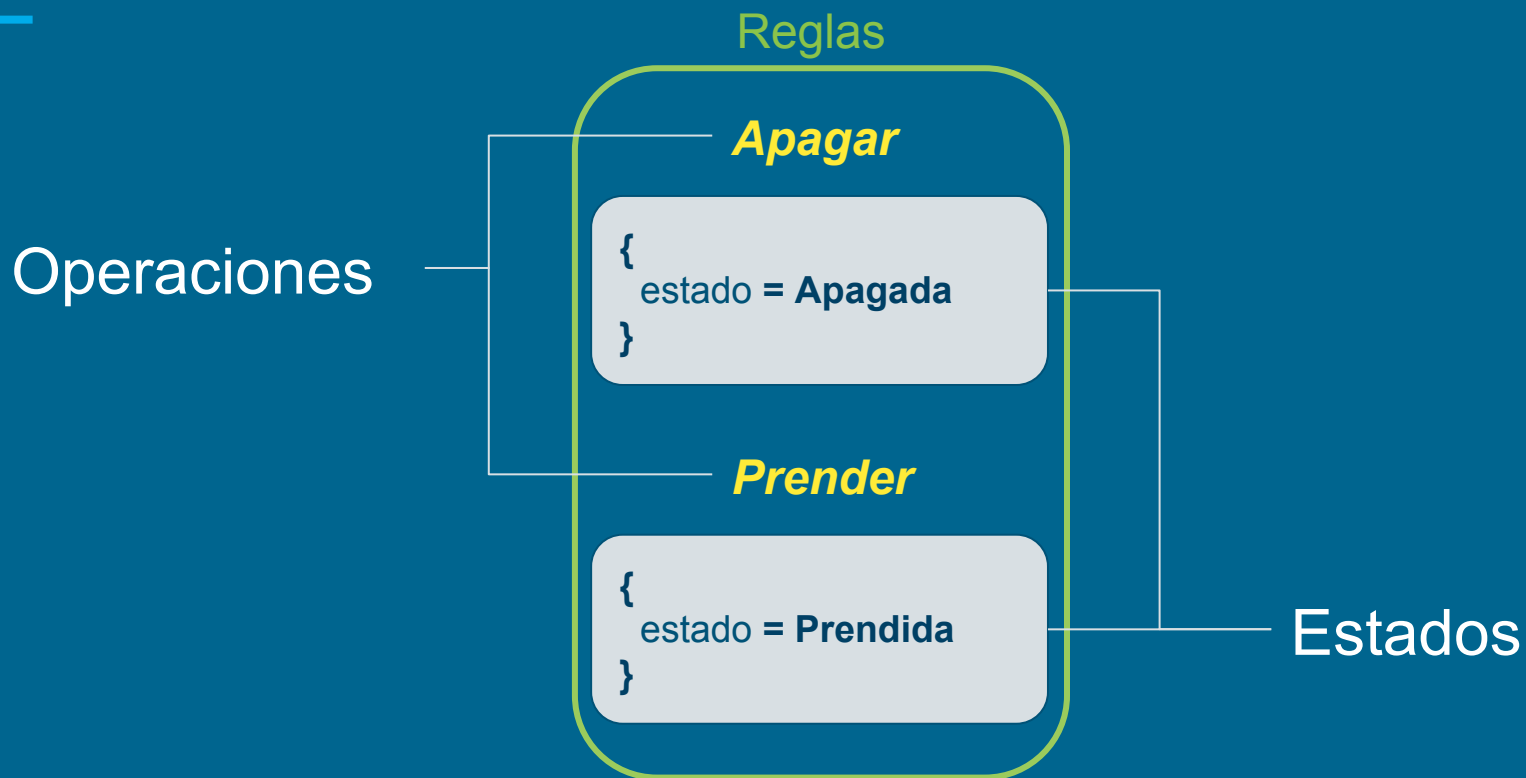 Reglas
Apagar
Operaciones
{
estado = Apagada
}
Prender
{
estado = Prendida
}
Estados